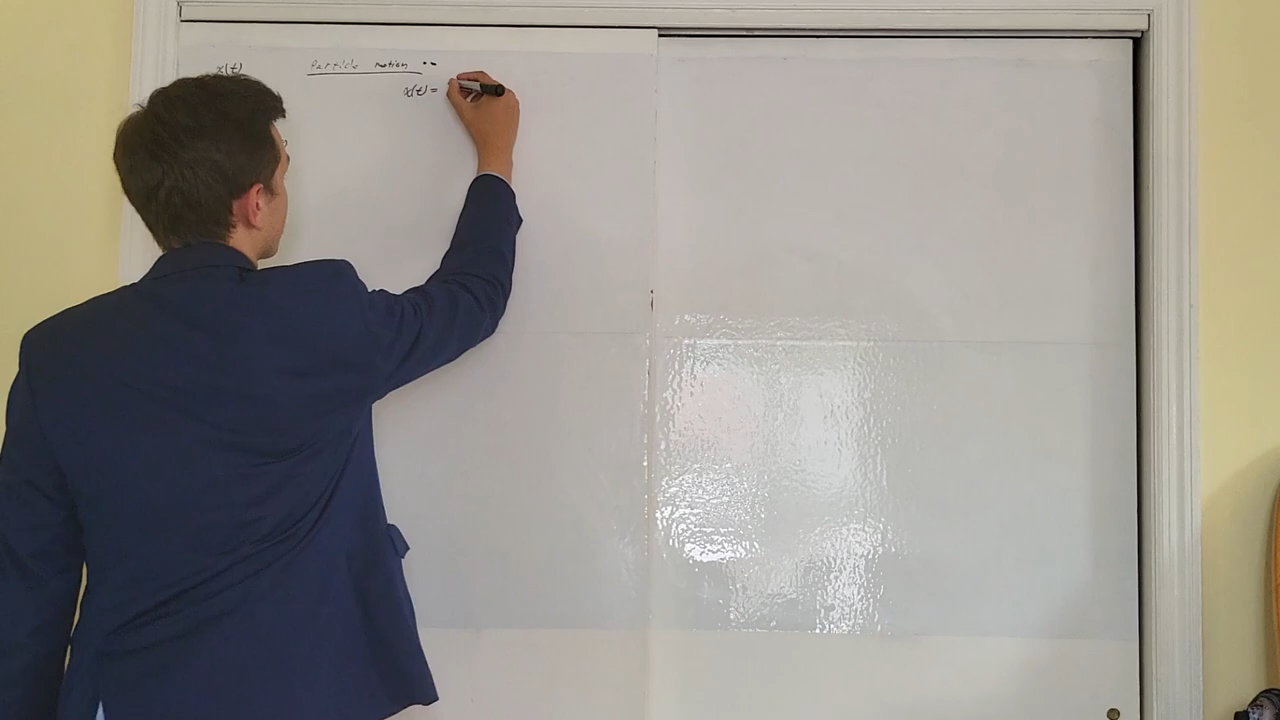 x(t) Particle motion
x(t) =